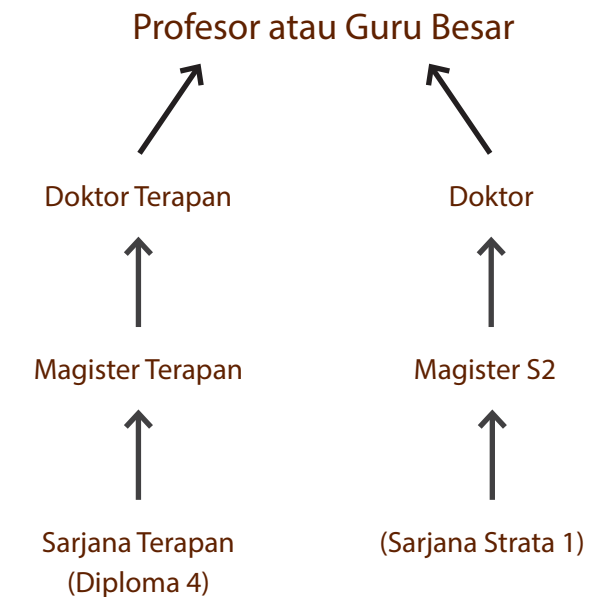 Profesor atau Guru Besar
Doktor Terapan
Doktor
Magister Terapan
Magister S2
Sarjana Terapan
(Diploma 4)
(Sarjana Strata 1)